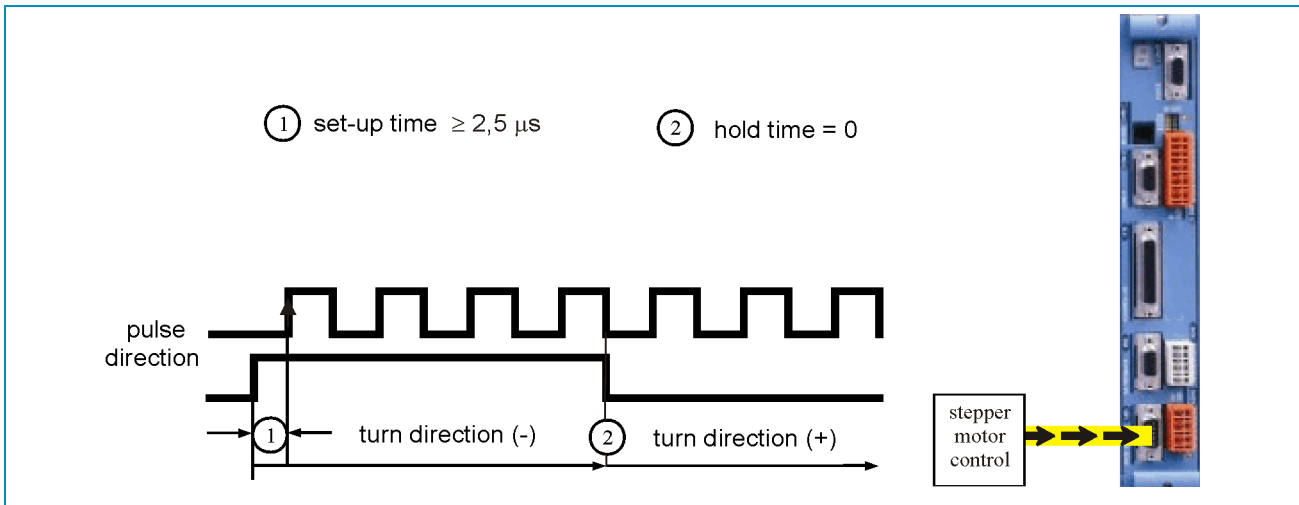 1 set-up time ≥ 2,5 μs
2 hold time = 0
pulse
direction
1 turn direction (-)
2 turn direction (+)
stepper
motor
control